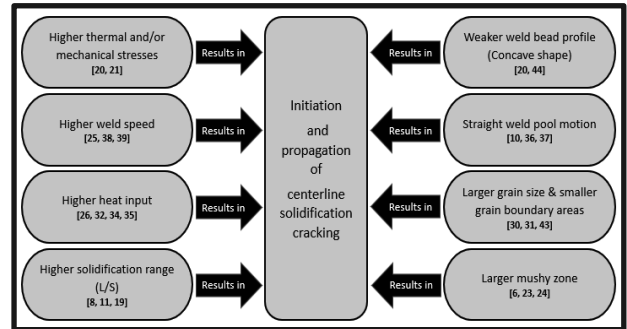 Higher thermal and/or
mechanical stresses
[20, 21]
Results in
Higher weld speed
[25, 38, 39]
Results in
Higher heat input
[26, 32, 34, 35]
Results in
Higher solidification range
(L/S)
[8, 11, 19]
Results in
Initiation
and
propagation
of
centerline
solidification
cracking
Results in
Weaker weld bead profile
(Concave shape)
[20, 44]
Results in
Straight weld pool motion
[10, 36, 37]
Results in
Larger grain size & smaller
grain boundary areas
[30, 31, 43]
Results in
Larger mushy zone
[6, 23, 24]